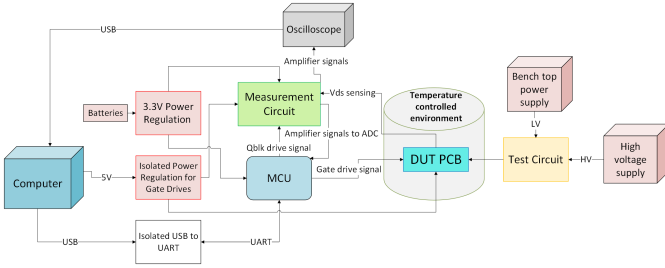 USB
Oscilloscope
Amplifier signals
Bench top
power
supply
Temperature
controlled
environment
Vds sensing
Batteries
3.3V Power
Regulation
Measurement
Circuit
LV
Amplifier signals to ADC
Qblk drive signal
Computer
5V
Isolated Power
Regulation for
Gate Drives
MCU
Gate drive signal
DUT PCB
Test Circuit
HV
High
voltage
supply
USB
Isolated USB to
UART
UART